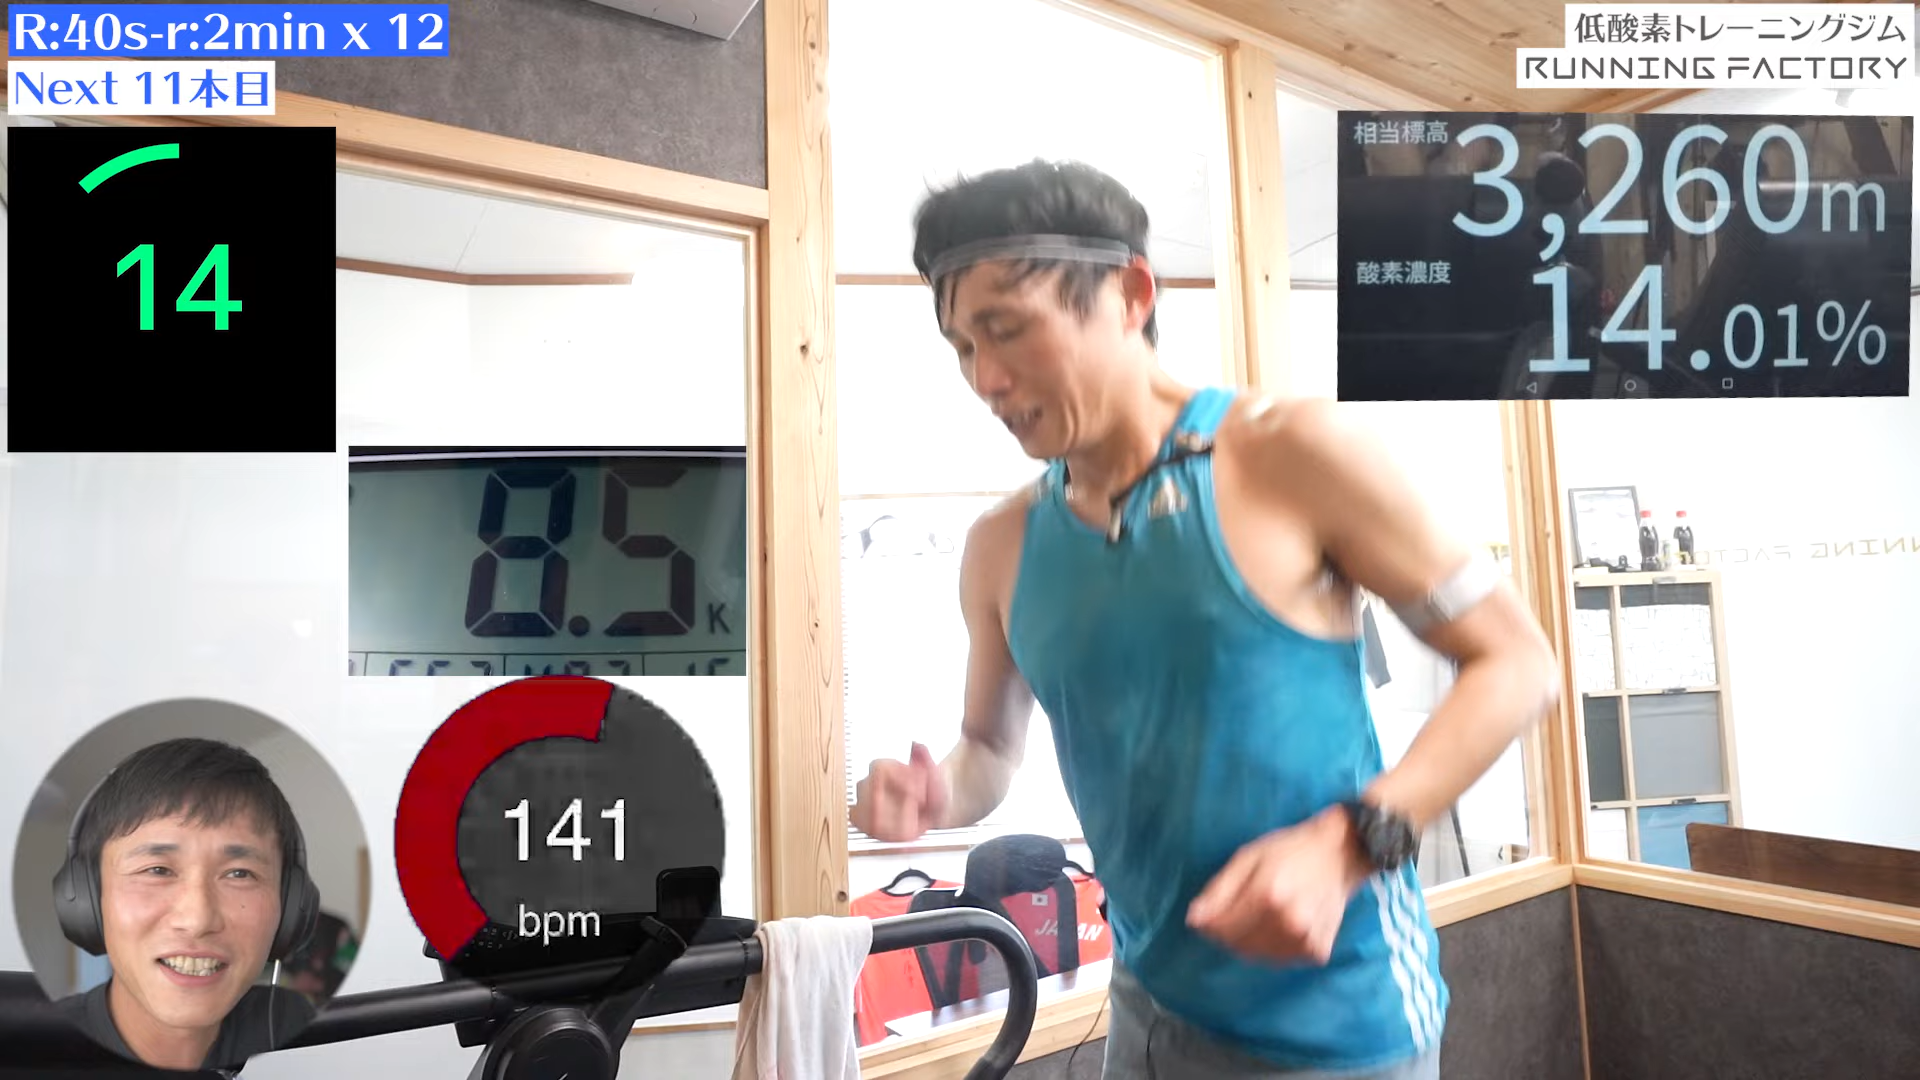 R:40s-r:2min x 12
Next 11本目
低酸素トレーニングジム
RUNNING FACTORY
14
相当標高
3,260m
酸素濃度
14.01%
8.5 K
141
bpm
JAPAN